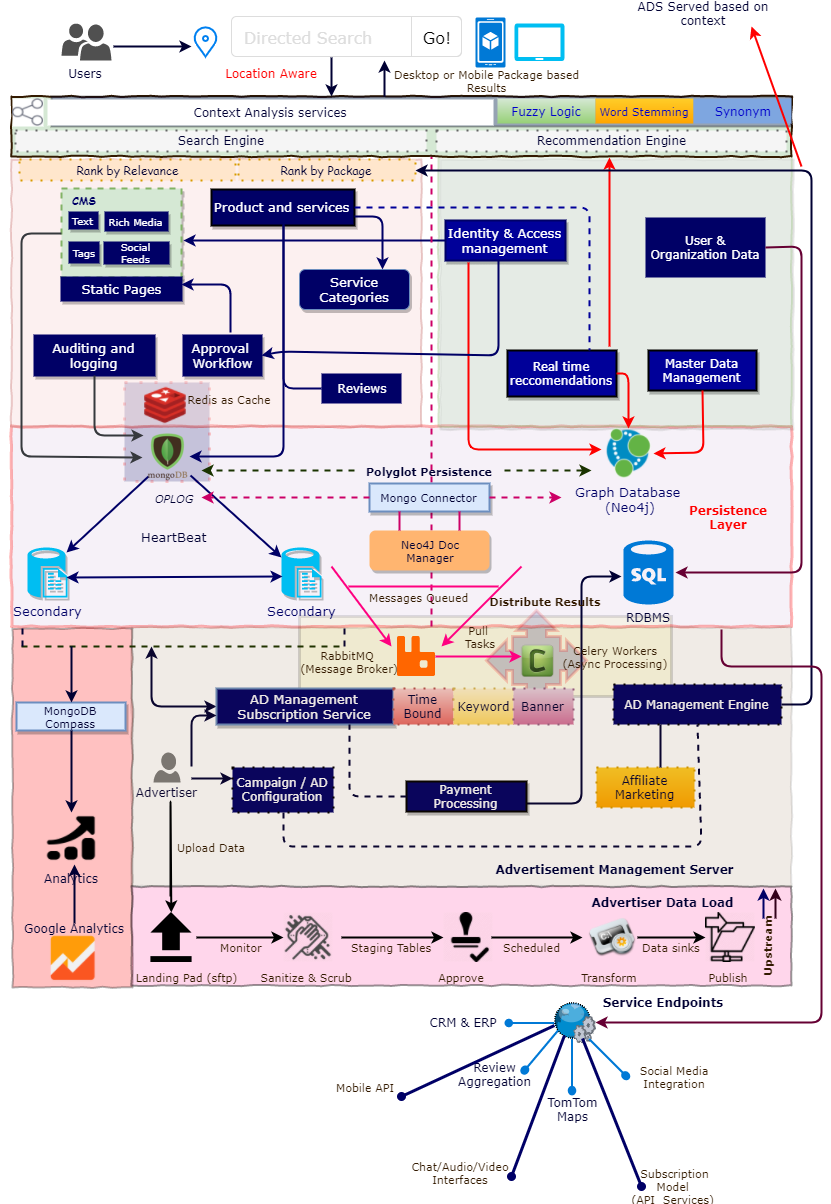 ADS Served based on
context
Directed Search
Go!
Users
Location Aware
Desktop or Mobile Package based
Results
Context Analysis services
Fuzzy Logic
Word Stemming
Synonym
Search Engine
Recommendation Engine
Rank by Relevance
Rank by Package
CMS
Text
Rich Media
Tags
Social
Feeds
Static Pages
Product and services
Service
Categories
Identity & Access
management
User &
Organization Data
Auditing and
logging
Approval
Workflow
Reviews
Real time
reccomendations
Master Data
Management
Redis as Cache
mongoDB
Polyglot Persistence
OPLOG
Mongo Connector
Graph Database
(Neo4j)
Persistence
Layer
HeartBeat
Neo4J Doc
Manager
Secondary
Secondary
SQL
RDBMS
Messages Queued
Distribute Results
Pull
Tasks
RabbitMQ
(Message Broker)
C
Celery Workers
(Async Processing)
MongoDB
Compass
AD Management
Subscription Service
Time
Bound
Keyword
Banner
AD Management Engine
Advertiser
Campaign / AD
Configuration
Payment
Processing
Affiliate
Marketing
Upload Data
Analytics
Advertisement Management Server
Google Analytics
Advertiser Data Load
Monitor
Staging Tables
Scheduled
Data sinks
Upstream
Landing Pad (sftp)
Sanitize & Scrub
Approve
Transform
Publish
Service Endpoints
CRM & ERP
Mobile API
Review
Aggregation
TomTom
Maps
Social Media
Integration
Chat/Audio/Video
Interfaces
Subscription
Model
(API Services)